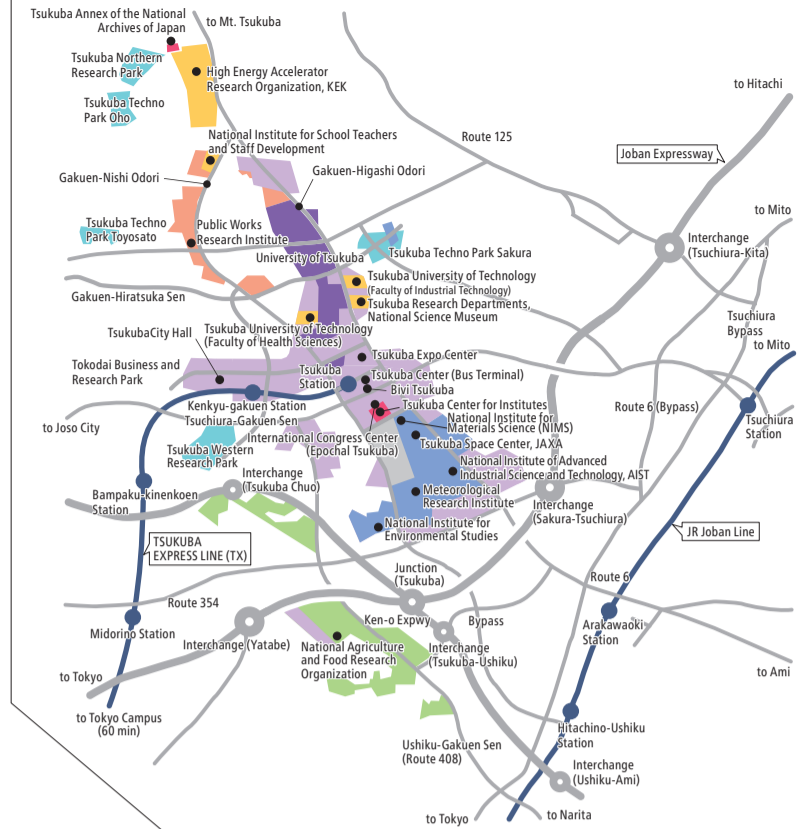 Tsukuba Annex of the National
Archives of Japan
to Mt. Tsukuba
Tsukuba Northern
Research Park
High Energy Accelerator
Research Organization, KEK
to Hitachi
Tsukuba Techno
Park Oho
National Institute for School Teachers
and Staff Development
Route 125
Joban Expressway
Gakuen-Nishi Odori
Gakuen-Higashi Odori
to Mito
Tsukuba Techno
Park Toyosato
Public Works
Research Institute
University of Tsukuba
Tsukuba Techno Park Sakura
Interchange
(Tsuchiura-Kita)
Gakuen-Hiratsuka Sen
Tsukuba University of Technology
(Faculty of Industrial Technology)
Tsukuba Research Departments,
National Science Museum
Tsuchiura
Bypass
to Mito
TsukubaCity Hall
Tsukuba University of Technology
(Faculty of Health Sciences)
Tokodai Business and
Research Park
Tsukuba
Station
Tsukuba Expo Center
Tsukuba Center (Bus Terminal)
Bivi Tsukuba
Kenkyu-gakuen Station
Tsuchiura-Gakuen Sen
Tsukuba Center for Institutes
National Institute for
Materials Science (NIMS)
Route 6 (Bypass)
Tsuchiura
Station
to Joso City
International Congress Center
(Epochal Tsukuba)
Tsukuba Space Center, JAXA
Tsukuba Western
Research Park
National Institute of Advanced
Industrial Science and Technology, AIST
Interchange
(Tsukuba Chuo)
Bampaku-kinenkoen
Station
Meteorological
Research Institute
Interchange
(Sakura-Tsuchiura)
National Institute for
Environmental Studies
JR Joban Line
TSUKUBA
EXPRESS LINE (TX)
Junction
(Tsukuba)
Route 6
Route 354
Ken-o Expwy
Bypass
Midorino Station
Interchange (Yatabe)
Arakawaoki
Station
National Agriculture
and Food Research
Organization
Interchange
(Tsukuba-Ushiku)
to Tokyo
to Ami
to Tokyo Campus
(60 min)
Hitachino-Ushiku
Station
Ushiku-Gakuen Sen
(Route 408)
Interchange
(Ushiku-Ami)
to Tokyo
to Narita